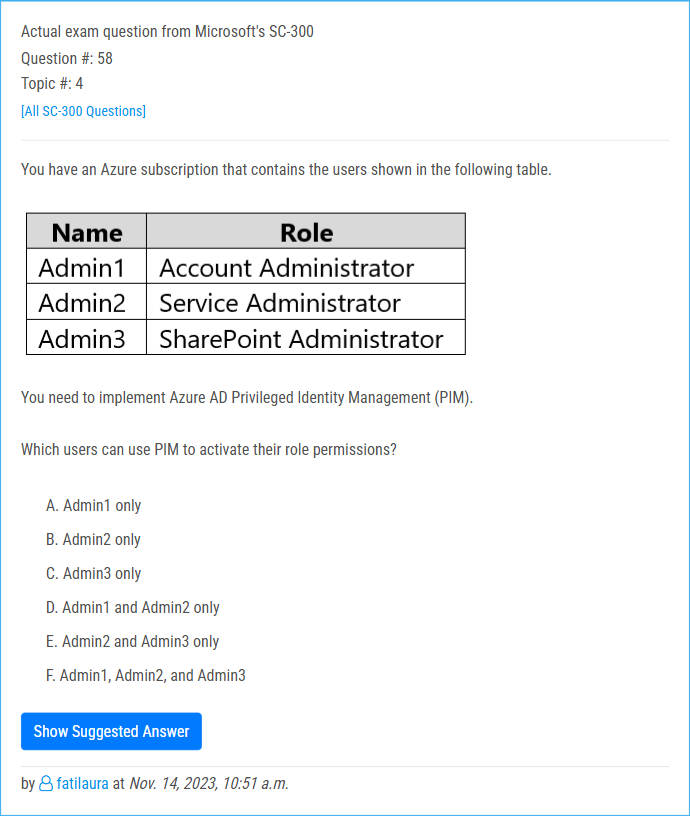 Actual exam question from Microsoft's SC-300
Question #: 58
Topic #: 4
[All SC-300 Questions]
You have an Azure subscription that contains the users shown in the following table.
Name Role
Admin1 Account Administrator
Admin2 Service Administrator
Admin3 SharePoint Administrator
You need to implement Azure AD Privileged Identity Management (PIM).
Which users can use PIM to activate their role permissions?
A. Admin1 only
B. Admin2 only
C. Admin3 only
D. Admin1 and Admin2 only
E. Admin2 and Admin3 only
F. Admin1, Admin2, and Admin3
Show Suggested Answer
by fatilaura at Nov. 14, 2023, 10:51 a.m.